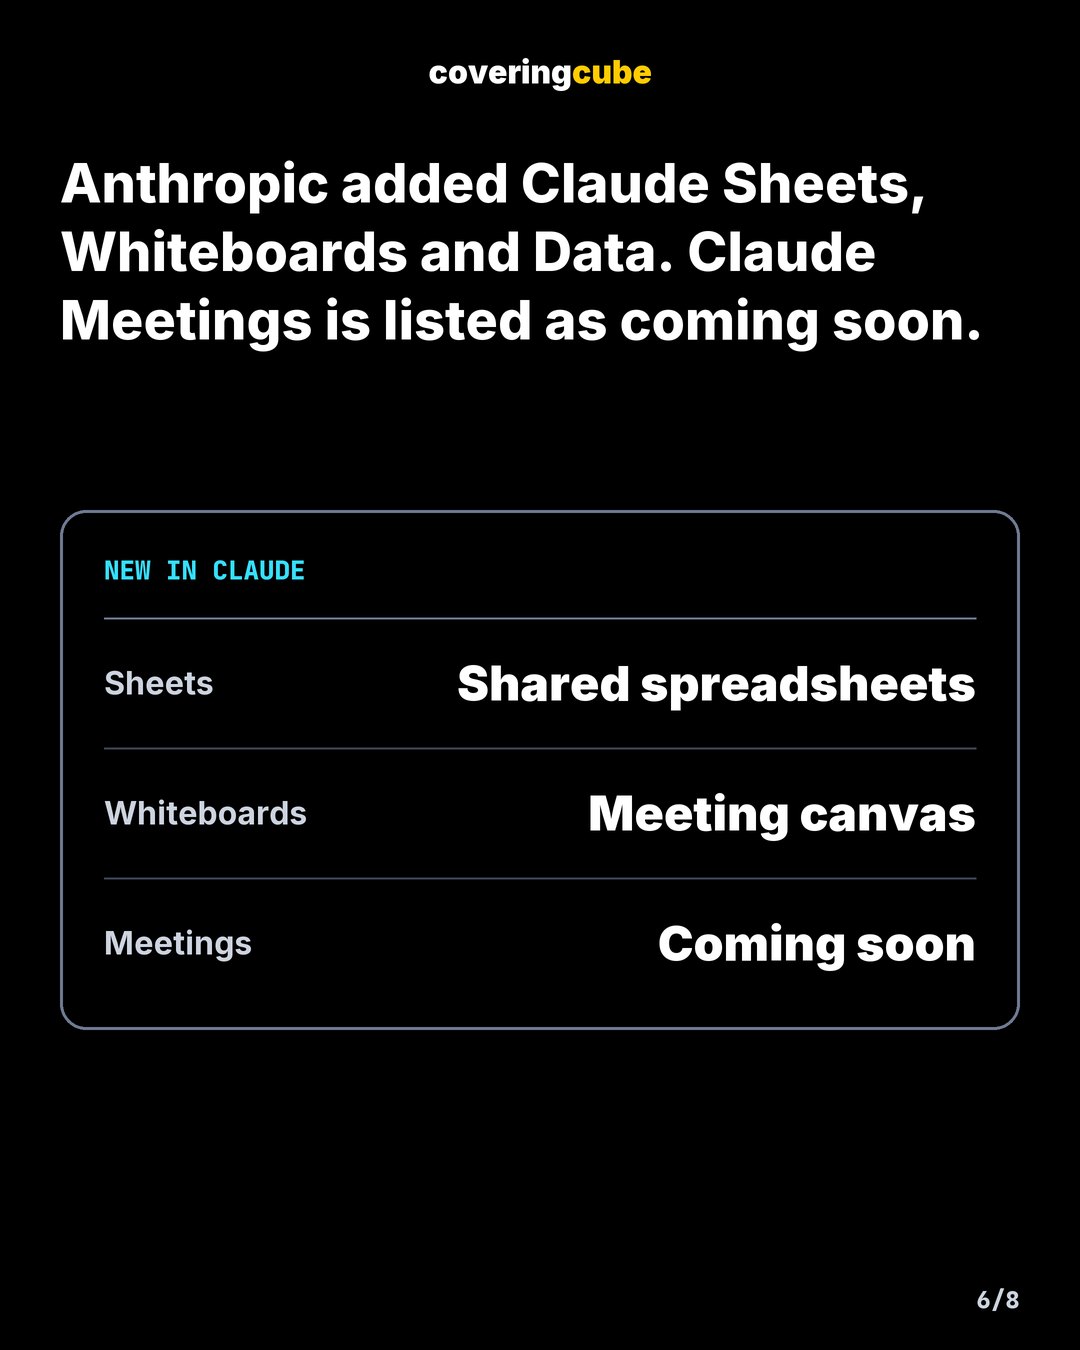 coveringcube
Anthropic added Claude Sheets,
Whiteboards and Data. Claude
Meetings is listed as coming soon.
NEW IN CLAUDE
Sheets Shared spreadsheets
Whiteboards Meeting canvas
Meetings Coming soon
6/8